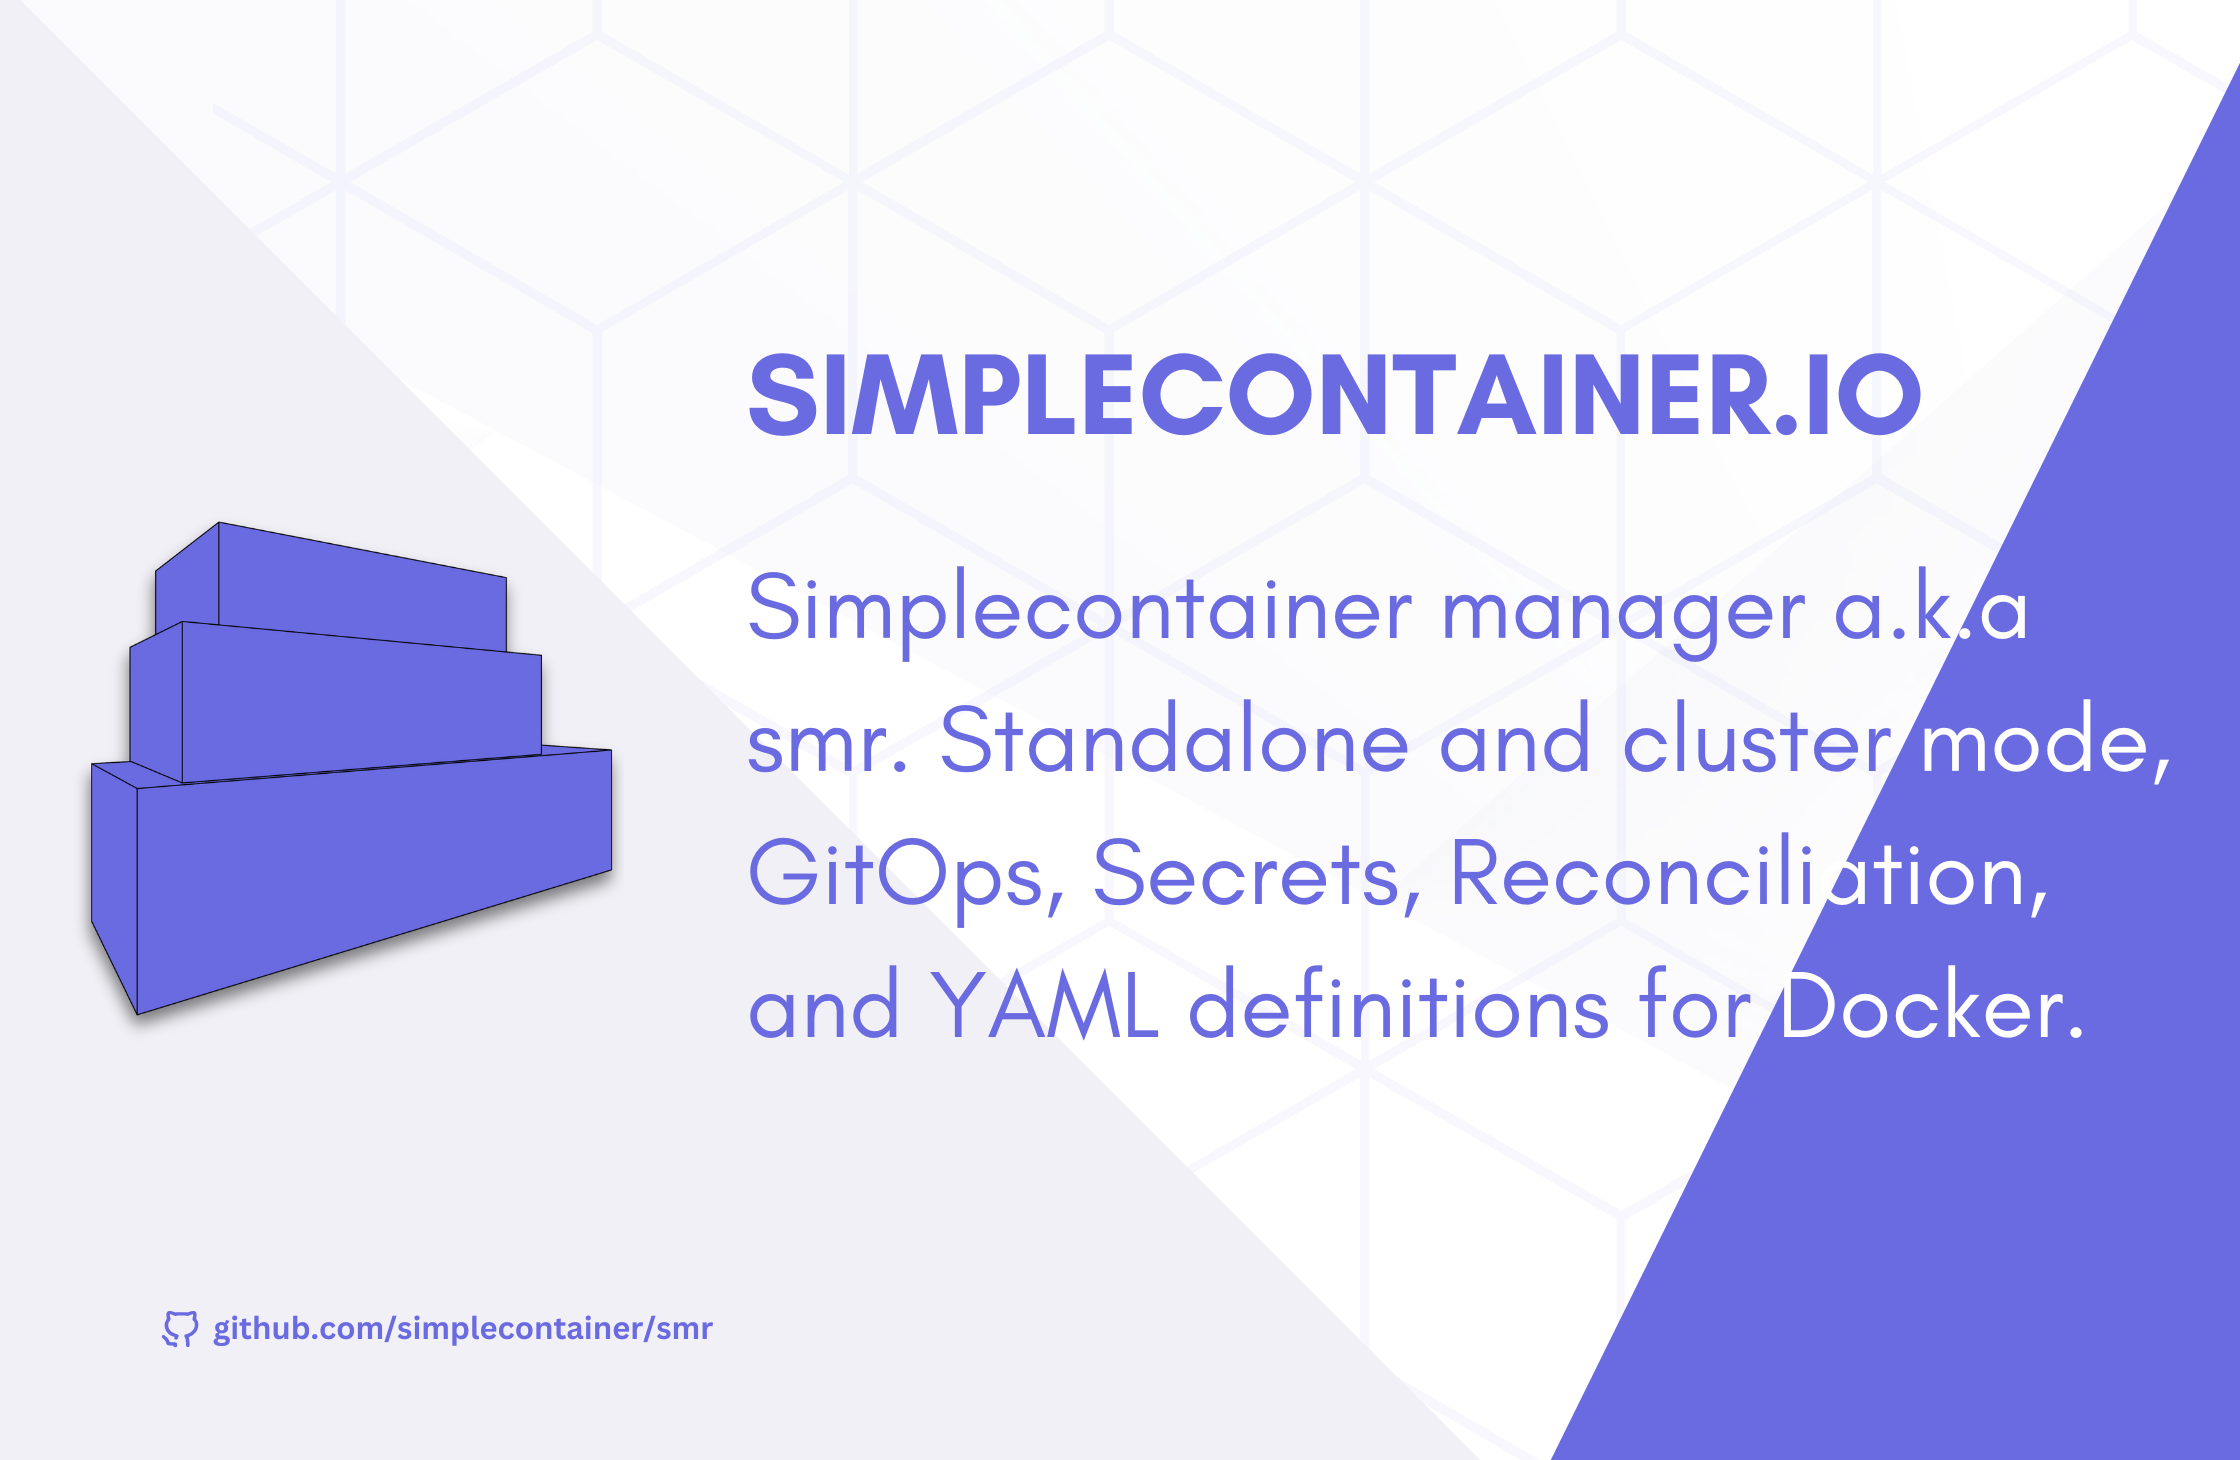 SIMPLECONTAINER.IO
Simplecontainer manager a.k.a
smr. Standalone and cluster mode,
GitOps, Secrets, Reconciliation,
and YAML definitions for Docker.
github.com/simplecontainer/smr